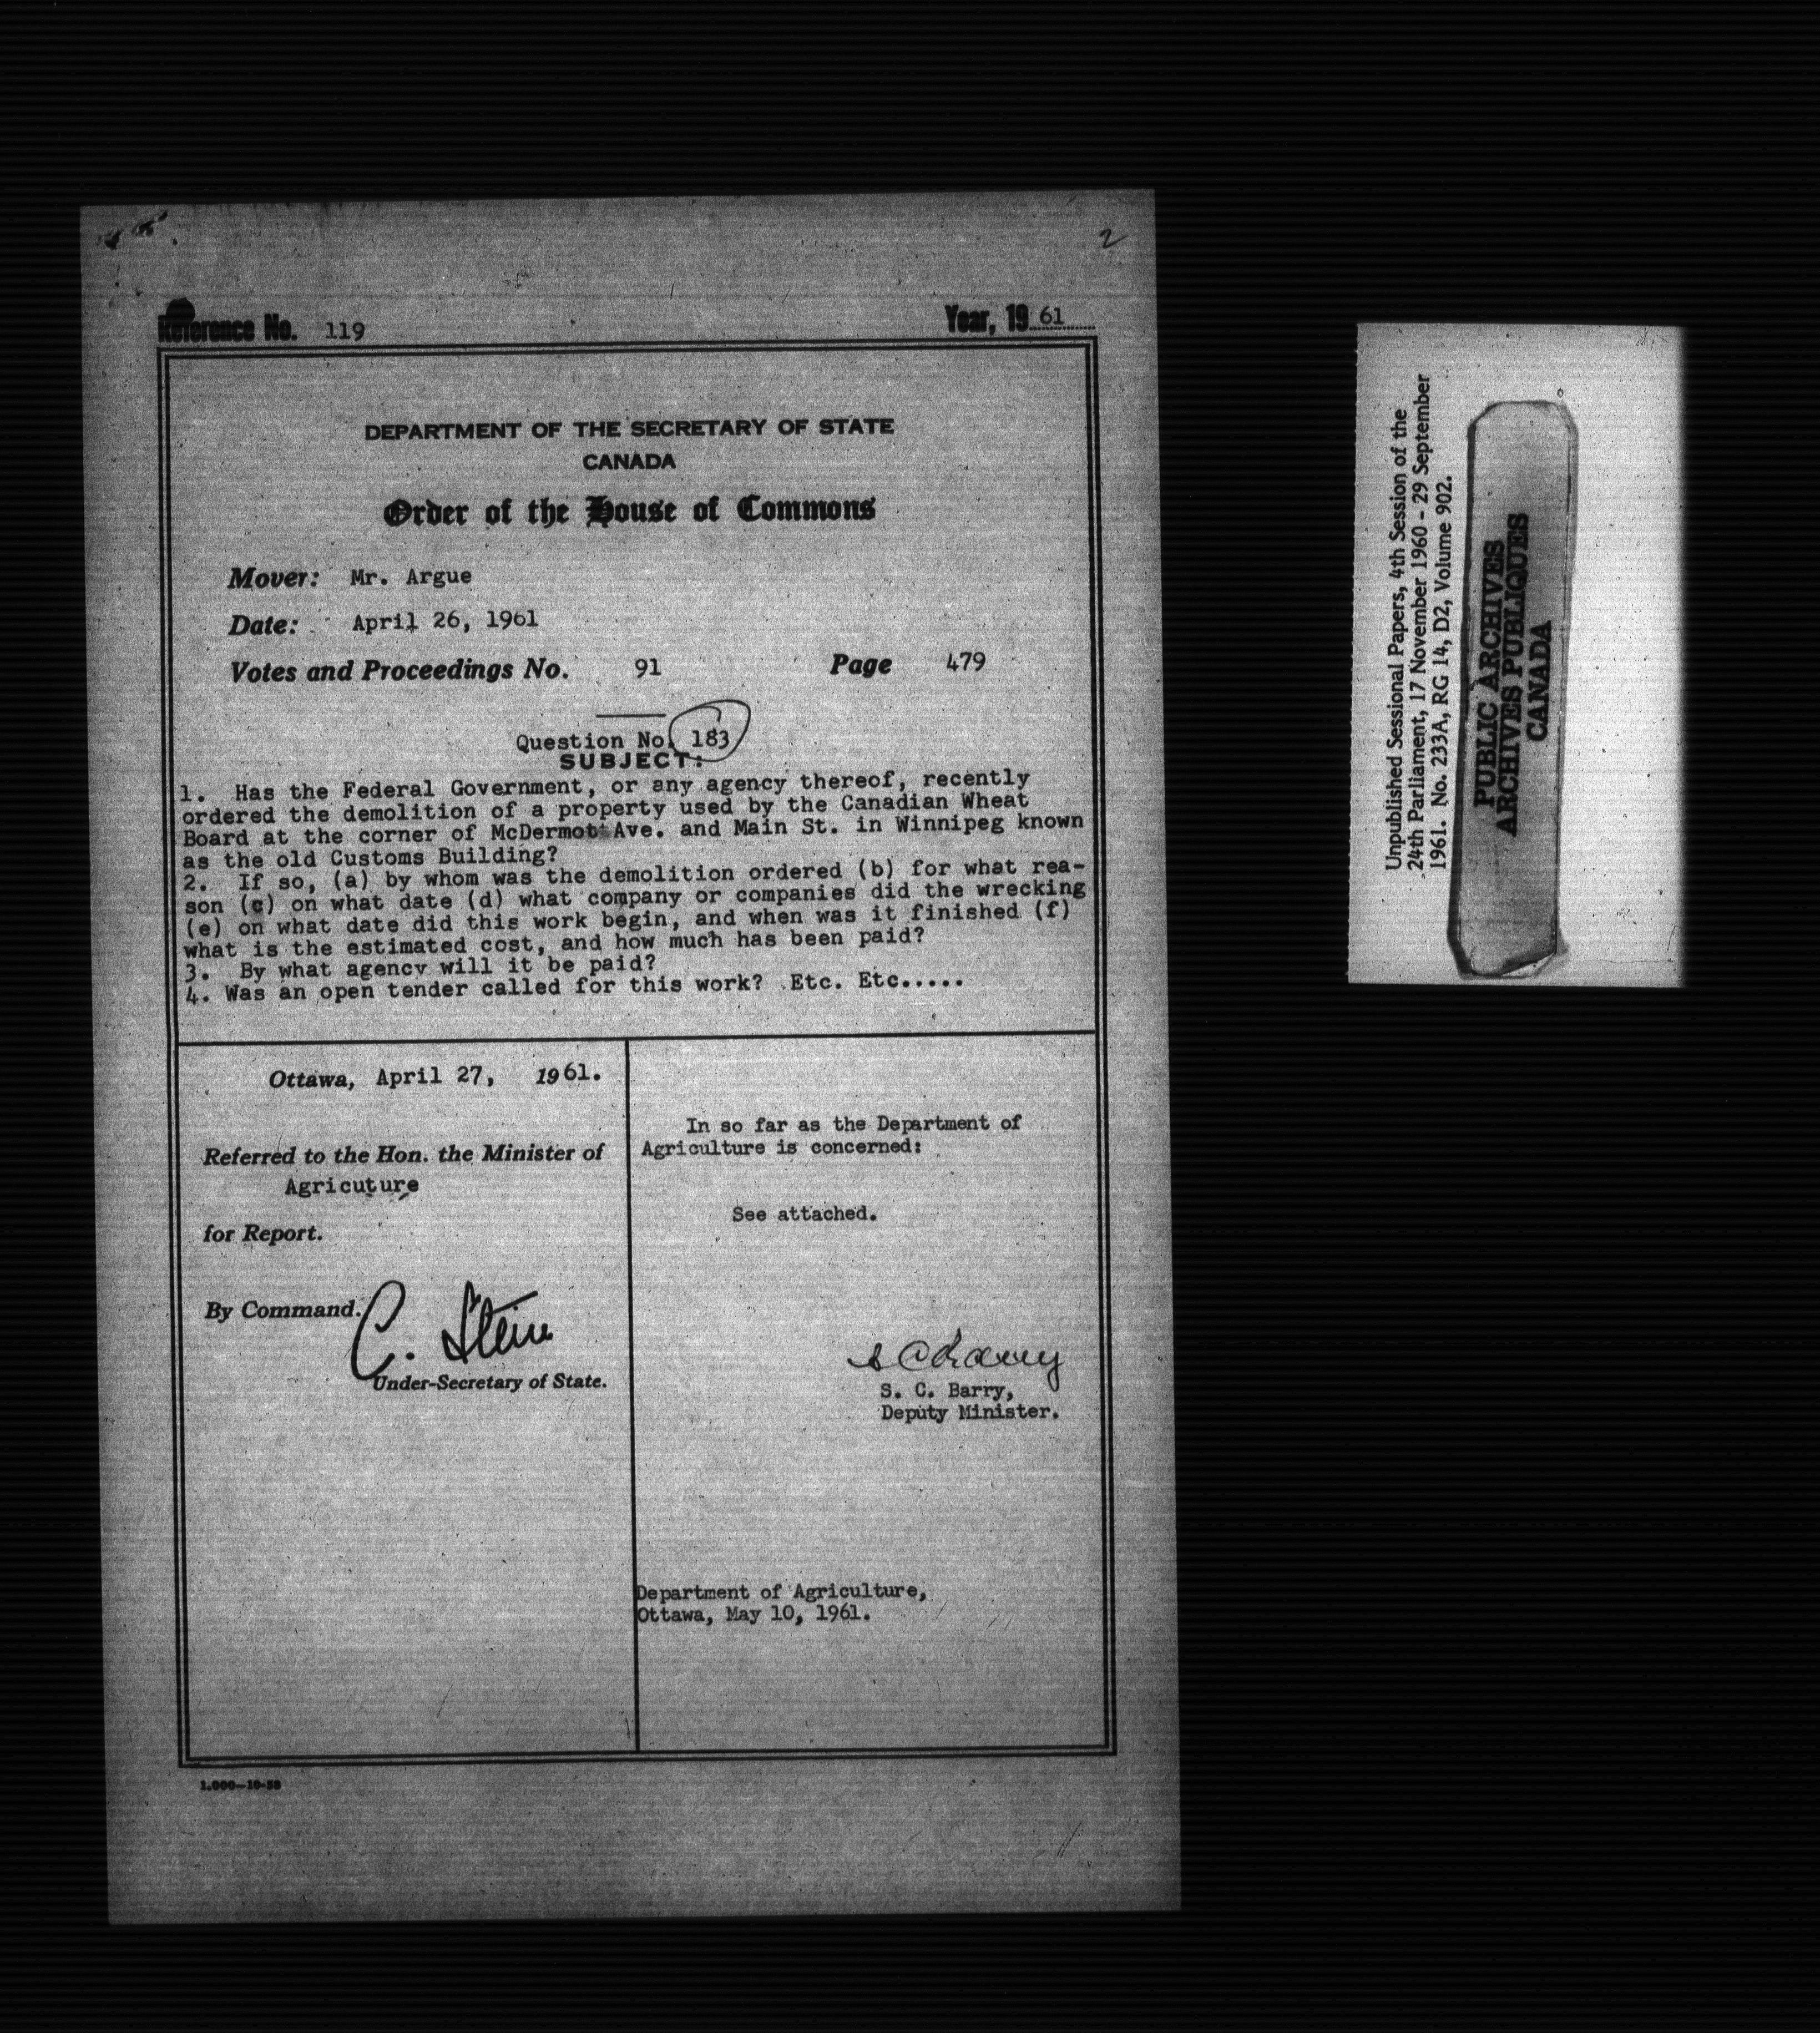 2
Reference No. 119
Year, 19 61
DEPARTMENT OF THE SECRETARY OF STATE
CANADA
Order of the House of Commons
Mover: Mr. Argue
Date: April 26, 1961
Votes and Proceedings No. 91 Page 479
Question No. 183
SUBJECT:
1. Has the Federal Government, or any agency thereof, recently
ordered the demolition of a property used by the Canadian Wheat
Board at the corner of McDermot Ave. and Main St. in Winnipeg known
as the old Customs Building?
2. If so, (a) by whom was the demolition ordered (b) for what rea-
son (c) on what date (d) what company or companies did the wrecking
(e) on what date did this work begin, and when was it finished (f)
what is the estimated cost, and how much has been paid?
3. By what agency will it be paid?
4. Was an open tender called for this work? Etc. Etc.....
Ottawa, April 27, 1961.
Referred to the Hon. the Minister of
Agricuture
for Report.
By Command.
C. Stein
Under-Secretary of State.
In so far as the Department of
Agriculture is concerned:
See attached.
S C Barry
S. C. Barry,
Deputy Minister.
Department of Agriculture,
Ottawa, May 10, 1961.
1,000-10-58
Unpublished Sessional Papers, 4th Session of the
24th Parliament, 17 November 1960 - 29 September
1961. No. 233A, RG 14, D2, Volume 902.
PUBLIC ARCHIVES
ARCHIVES PUBLIQUES
CANADA